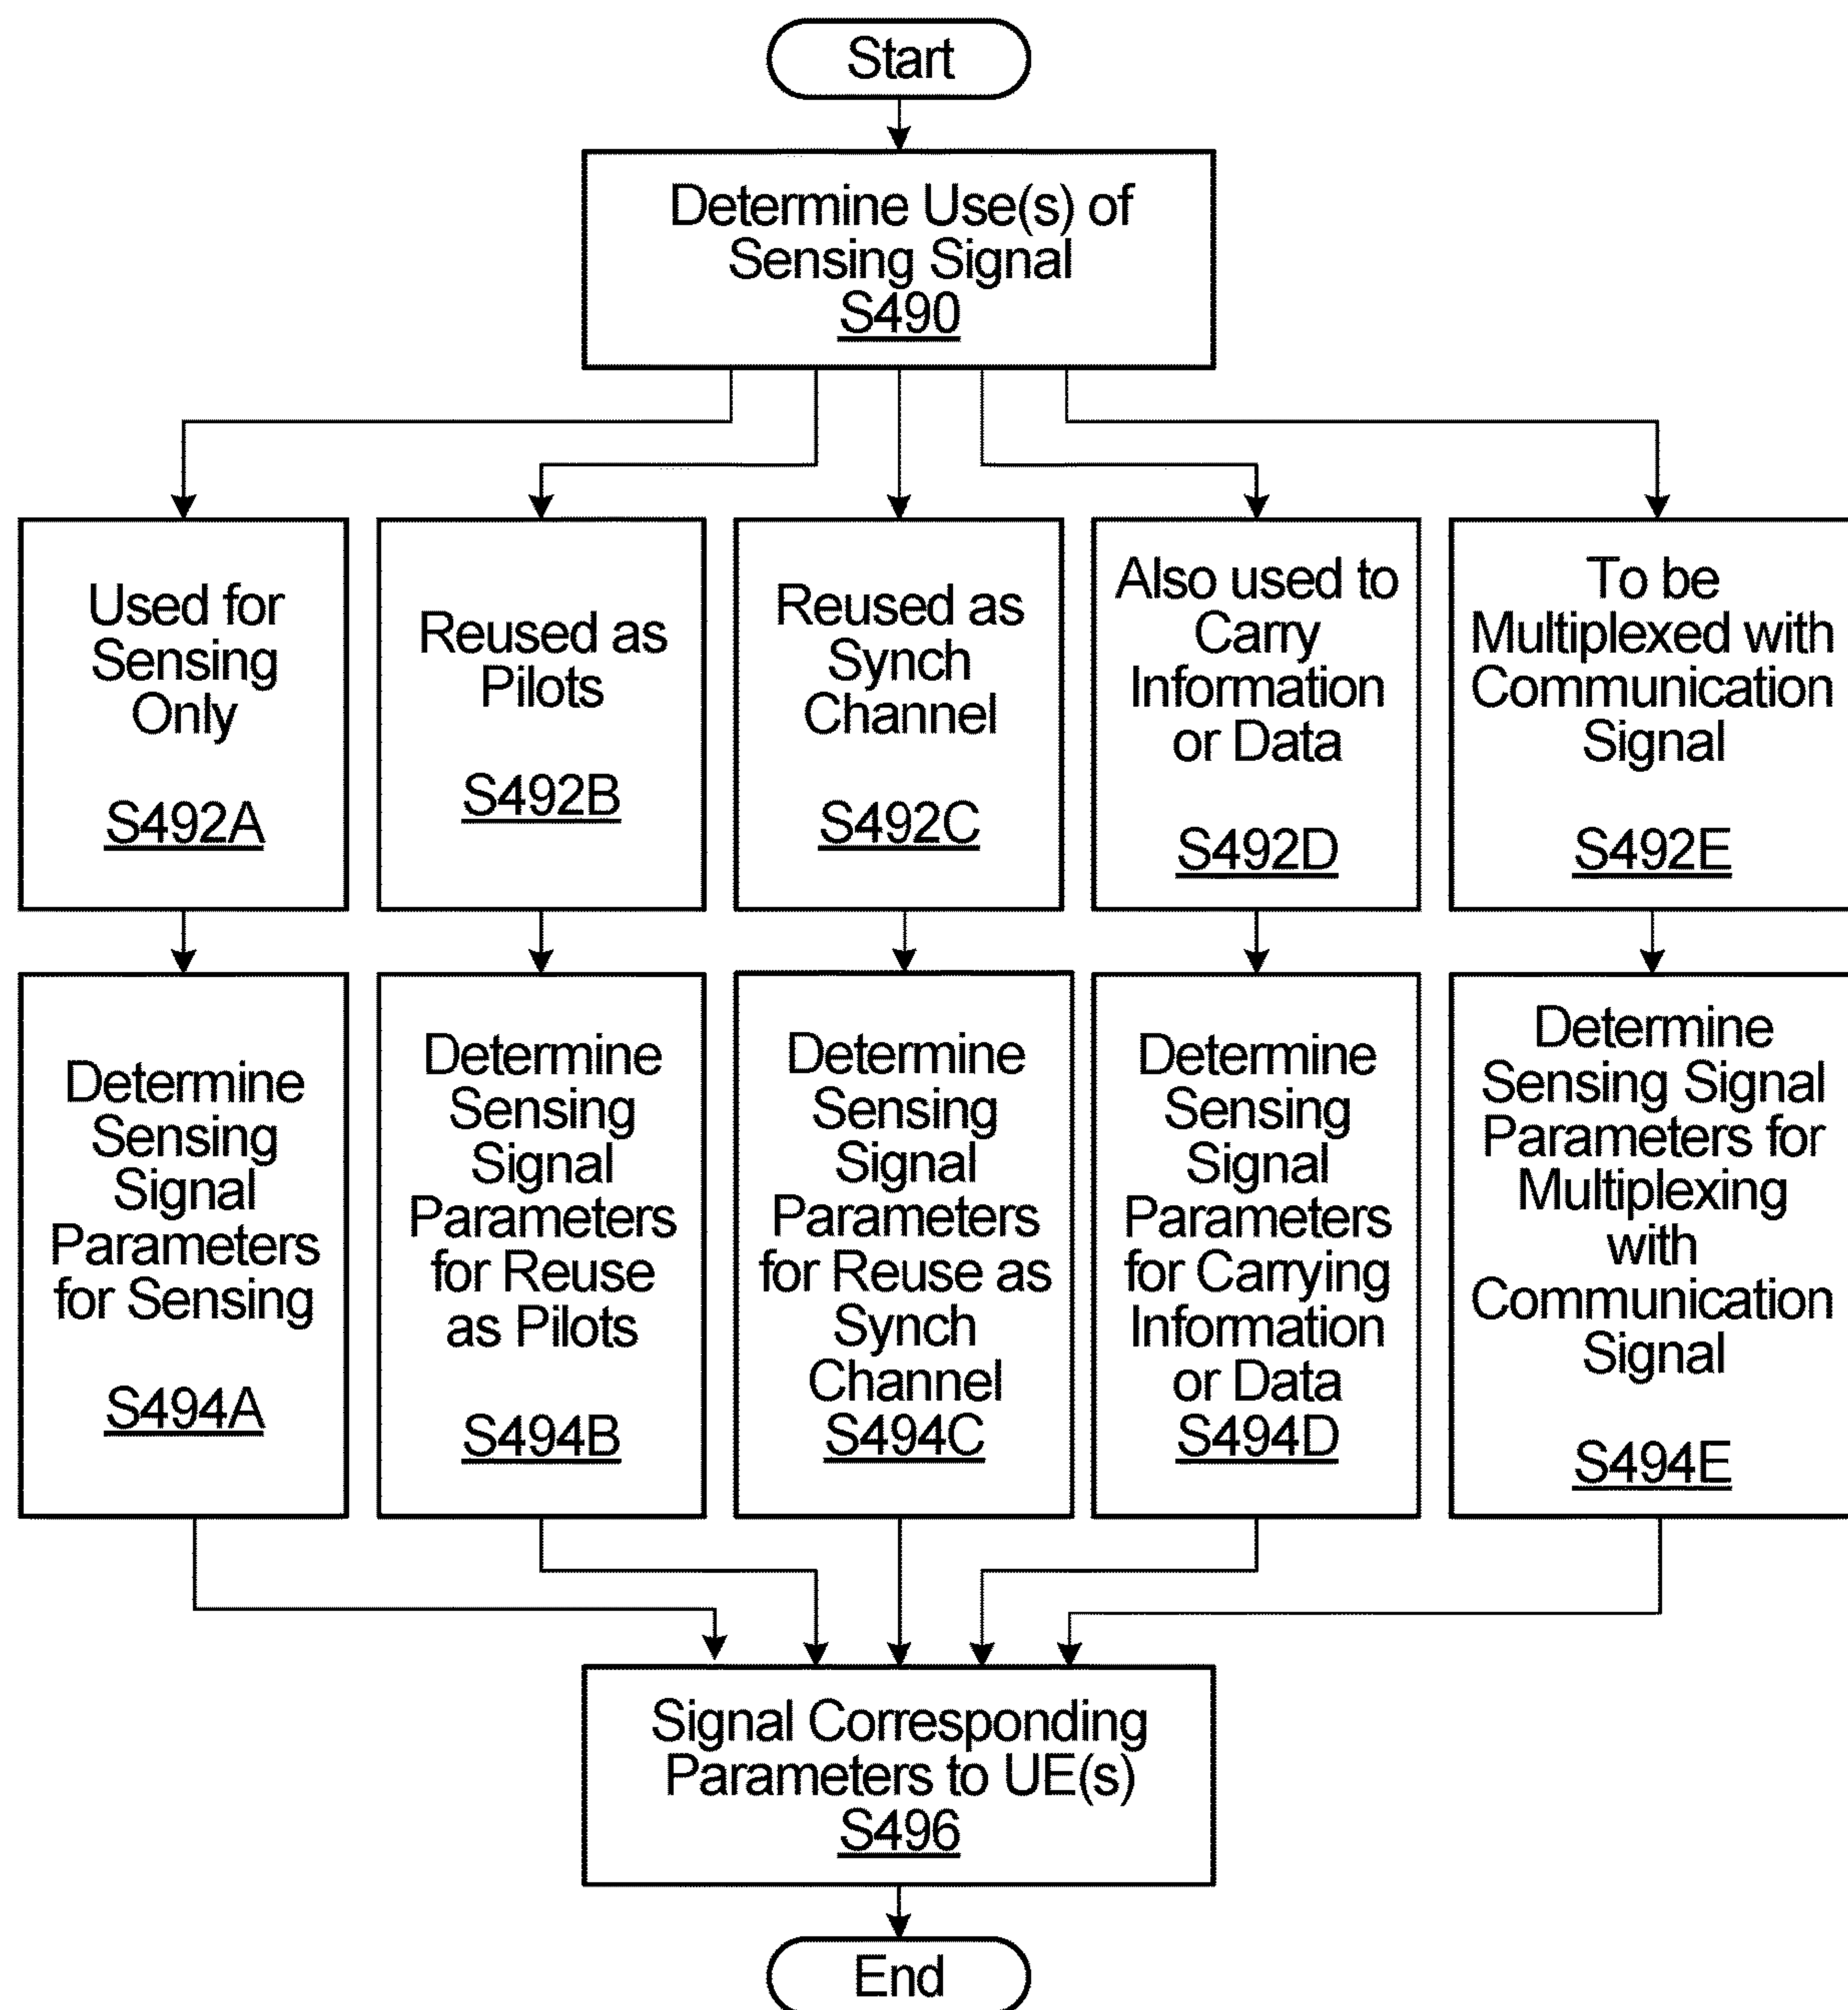 Start
Determine Use(s) of
Sensing Signal
S490
Used for
Sensing
Only
S492A
Reused as
Pilots
S492B
Reused as
Synch
Channel
S492C
Also used to
Carry
Information
or Data
S492D
To be
Multiplexed with
Communication
Signal
S492E
Determine
Sensing
Signal
Parameters
for Sensing
S494A
Determine
Sensing
Signal
Parameters
for Reuse
as Pilots
S494B
Determine
Sensing
Signal
Parameters
for Reuse as
Synch
Channel
S494C
Determine
Sensing
Signal
Parameters
for Carrying
Information
or Data
S494D
Determine
Sensing Signal
Parameters for
Multiplexing
with
Communication
Signal
S494E
Signal Corresponding
Parameters to UE(s)
S496
End